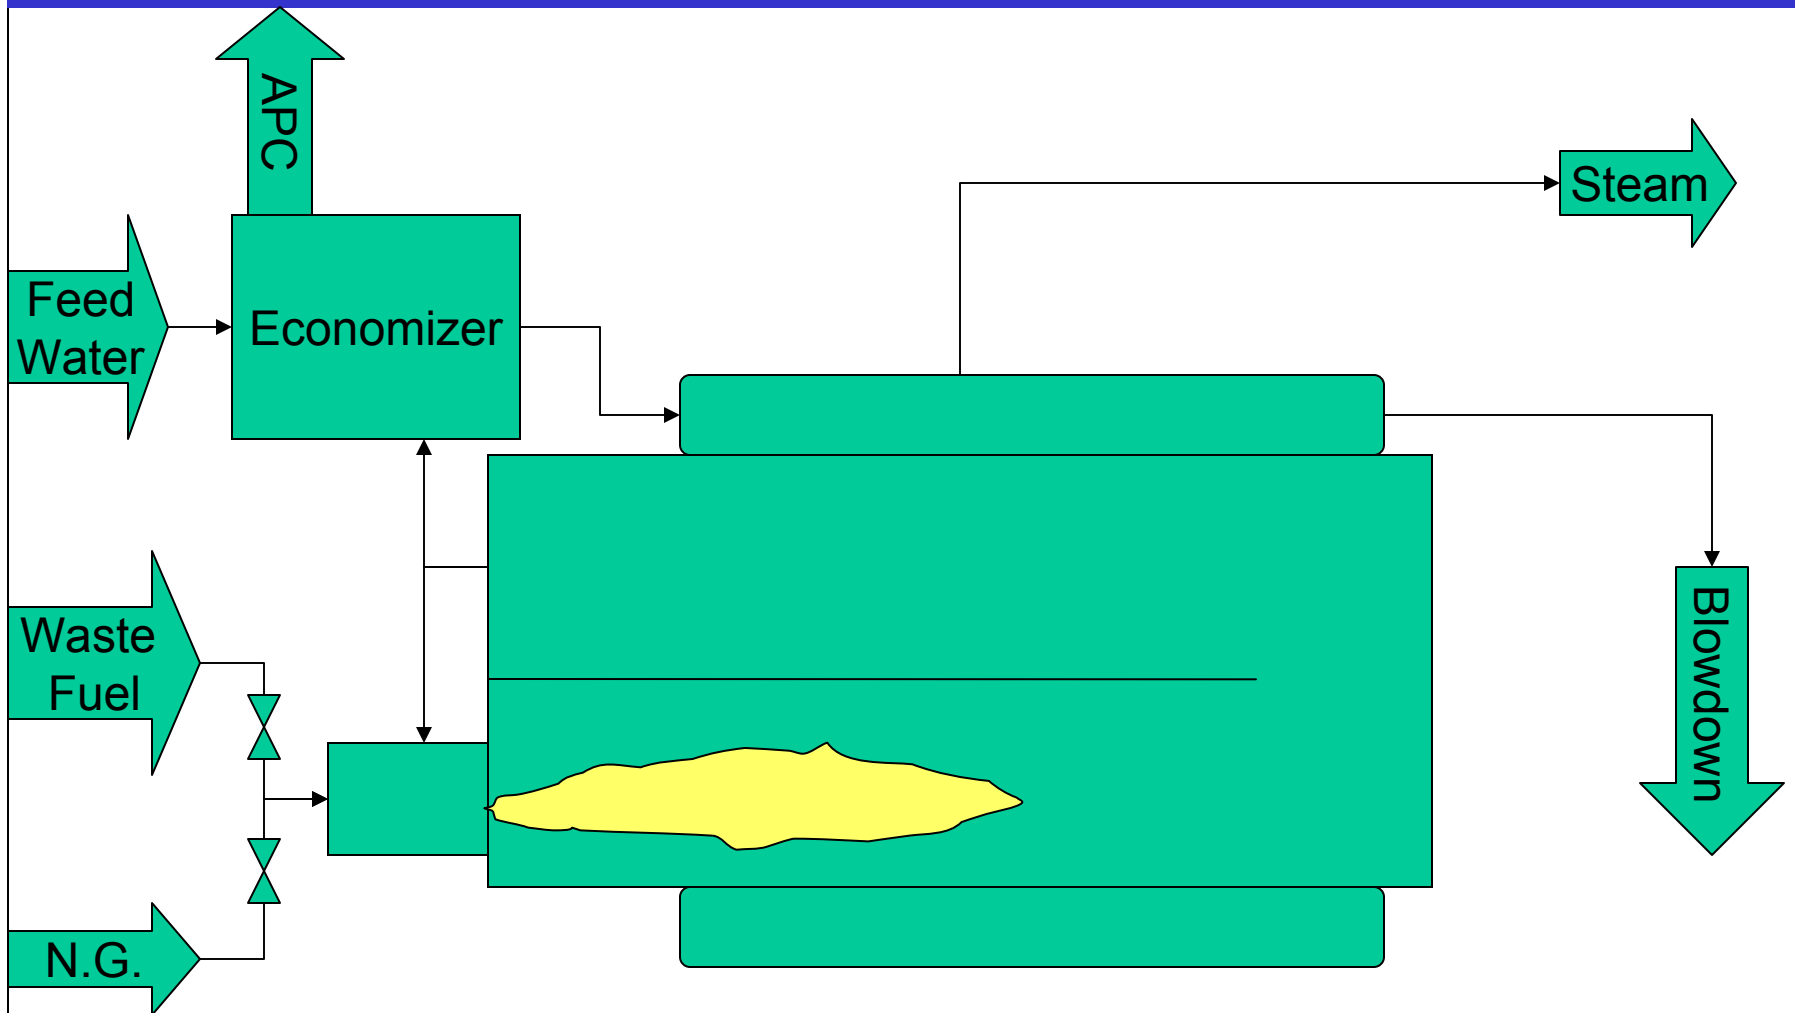 APC
Steam
Feed
Water
Economizer
Waste
Fuel
Blowdown
N.G.